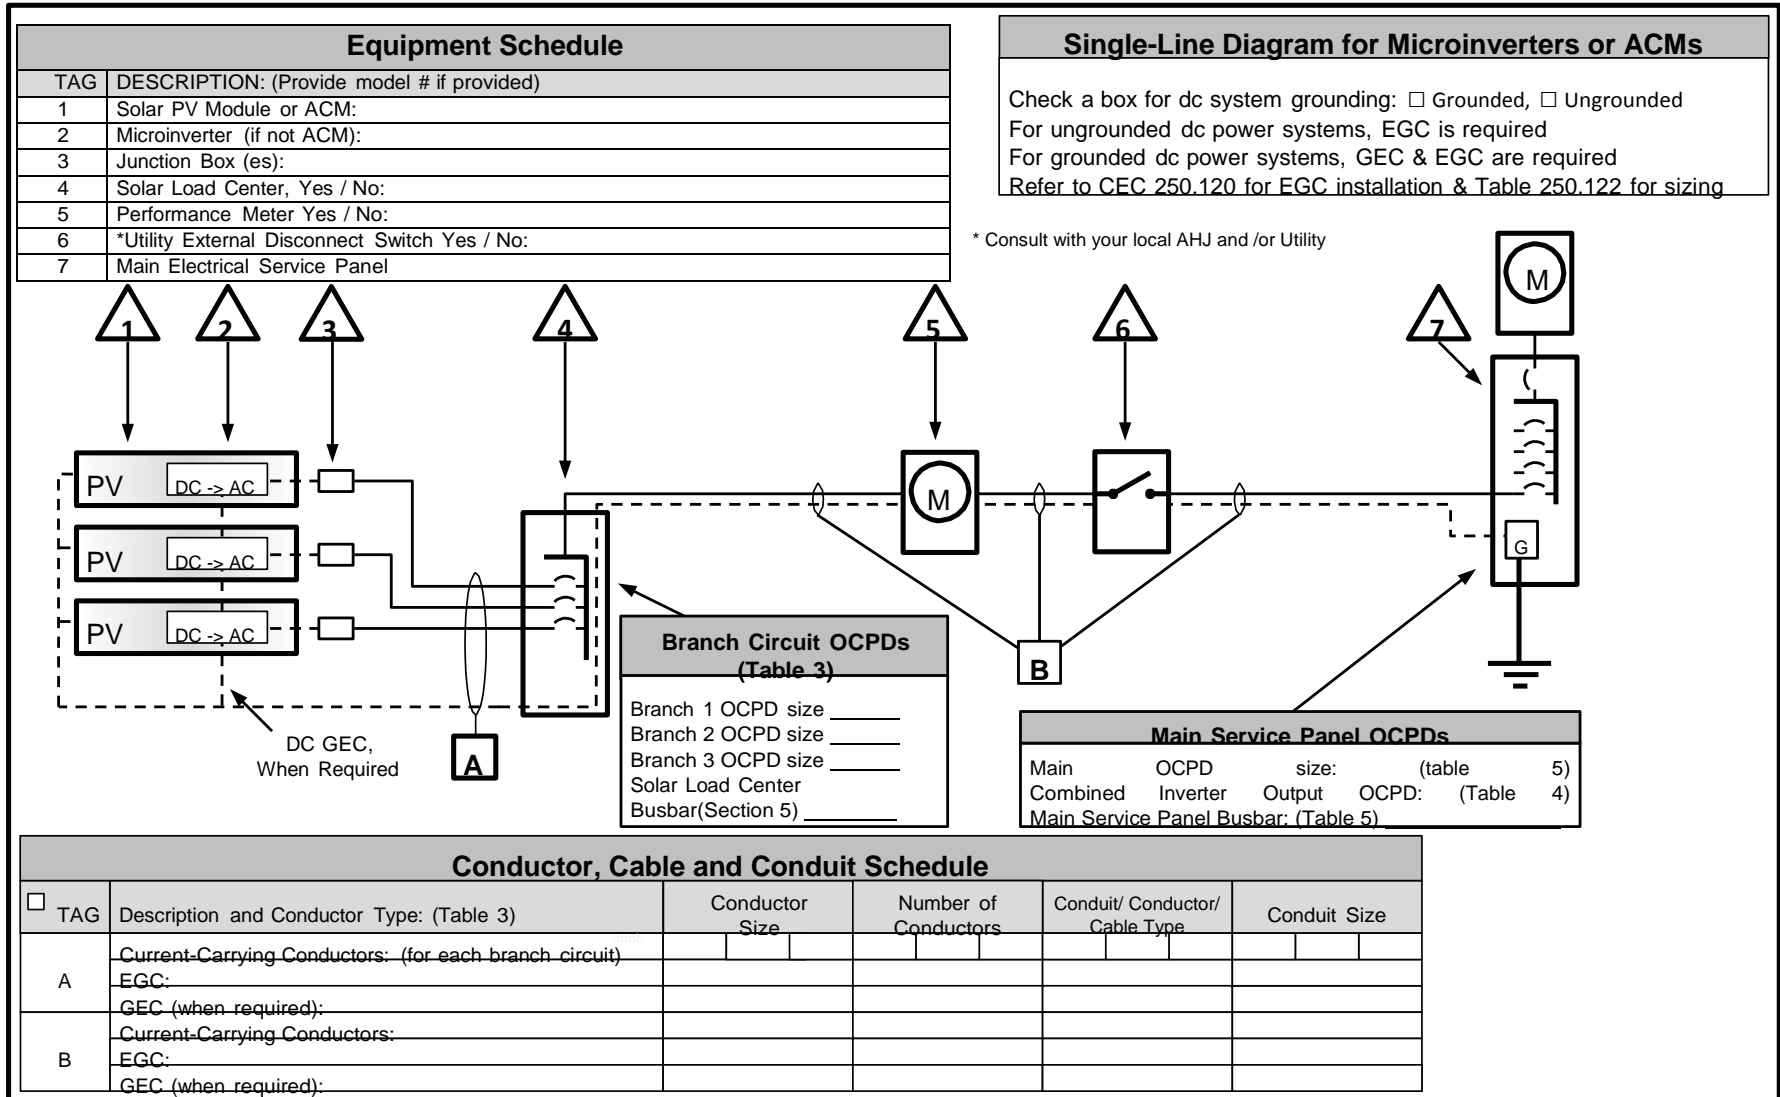 Equipment Schedule
TAG DESCRIPTION: (Provide model # if provided)
1 Solar PV Module or ACM:
2 Microinverter (if not ACM):
3 Junction Box (es):
4 Solar Load Center, Yes / No:
5 Performance Meter Yes / No:
6 *Utility External Disconnect Switch Yes / No:
7 Main Electrical Service Panel
Single-Line Diagram for Microinverters or ACMs
Check a box for dc system grounding: ☐ Grounded, ☐ Ungrounded
For ungrounded dc power systems, EGC is required
For grounded dc power systems, GEC & EGC are required
Refer to CEC 250.120 for EGC installation & Table 250.122 for sizing
* Consult with your local AHJ and /or Utility
M
1 2 3 4 5 6 7
PV DC -> AC
M
PV DC -> AC
G
PV DC -> AC
DC GEC,
When Required
A
Branch Circuit OCPDs
(Table 3)
Branch 1 OCPD size ______
Branch 2 OCPD size ______
Branch 3 OCPD size ______
Solar Load Center
Busbar(Section 5) ________
B
Main Service Panel OCPDs
Main OCPD size: (table 5)
Combined Inverter Output OCPD: (Table 4)
Main Service Panel Busbar: (Table 5)_______________
Conductor, Cable and Conduit Schedule
☐ TAG Description and Conductor Type: (Table 3)
Conductor
Size
Number of
Conductors
Conduit/ Conductor/
Cable Type
Conduit Size
A
Current-Carrying Conductors: (for each branch circuit)
EGC:
GEC (when required):
B
Current-Carrying Conductors:
EGC:
GEC (when required):